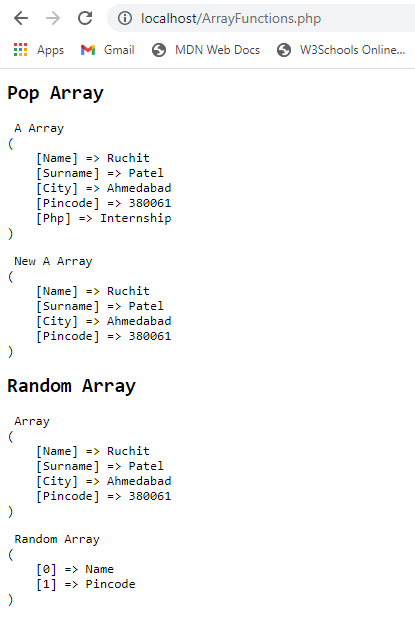 localhost/ArrayFunctions.php
Apps Gmail MDN Web Docs W3Schools Online...
Pop Array
A Array
(
[Name] => Ruchit
[Surname] => Patel
[City] => Ahmedabad
[Pincode] => 380061
[Php] => Internship
)
New A Array
(
[Name] => Ruchit
[Surname] => Patel
[City] => Ahmedabad
[Pincode] => 380061
)
Random Array
Array
(
[Name] => Ruchit
[Surname] => Patel
[City] => Ahmedabad
[Pincode] => 380061
)
Random Array
(
[0] => Name
[1] => Pincode
)